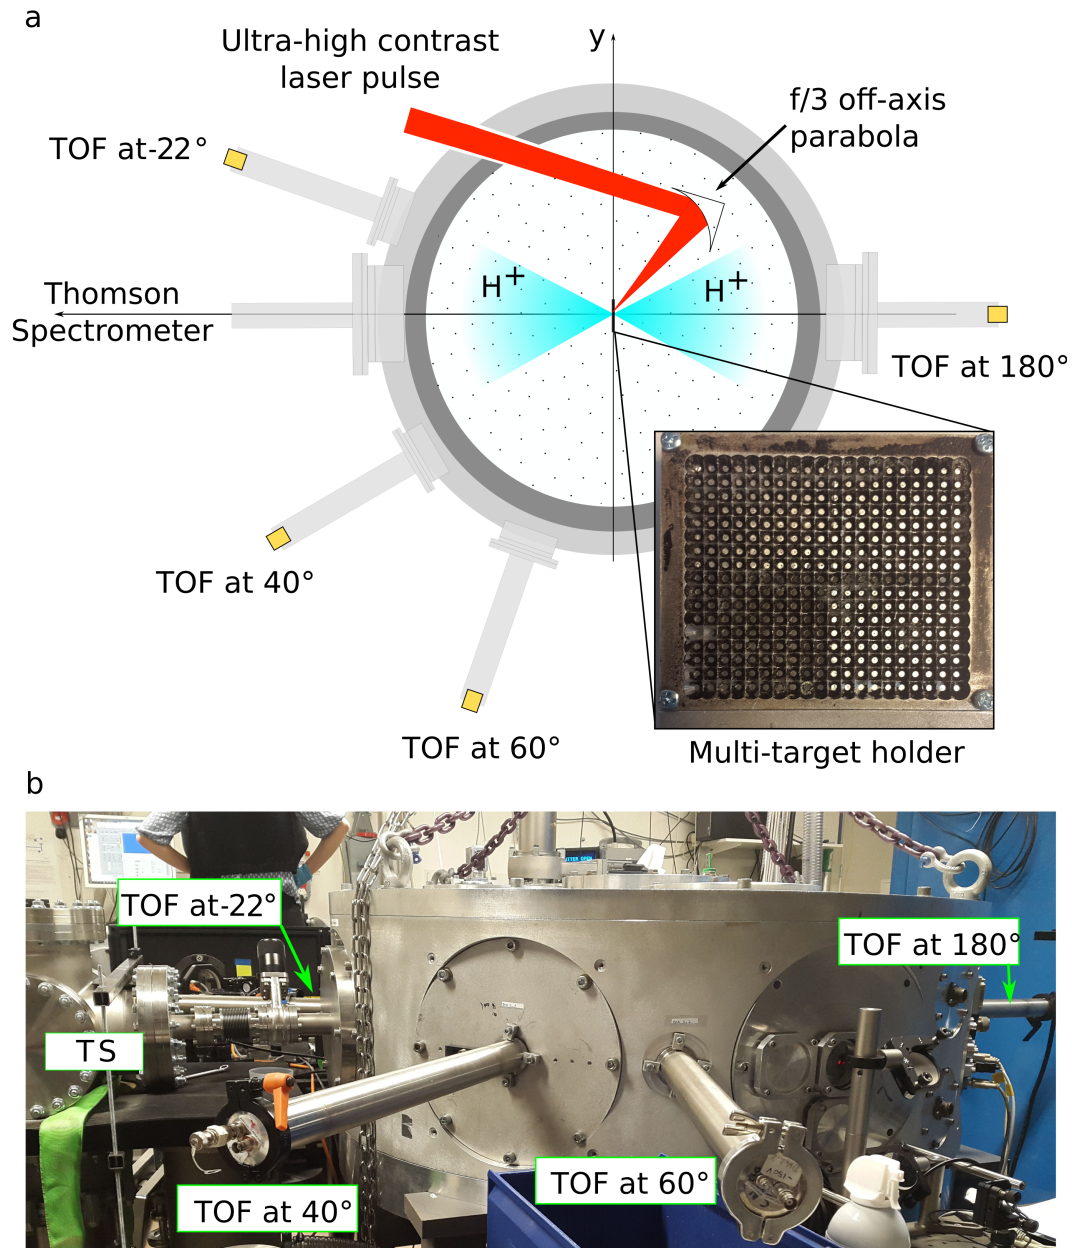 a
Ultra-high contrast
laser pulse
y
f/3 off-axis
parabola
TOF at-22°
H+
H+
Thomson
Spectrometer
TOF at 180°
TOF at 40°
TOF at 60°
Multi-target holder
b
TOF at-22°
TOF at 180°
TS
TOF at 60°
TOF at 40°